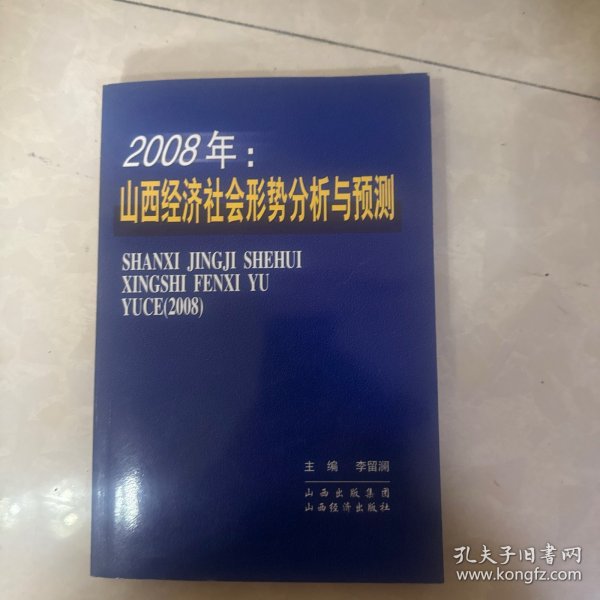 2008年：
山西经济社会形势分析与预测
SHANXI JINGJI SHEHUI
XINGSHI FENXI YU
YUCE(2008)
主编 李留澜
山西出版集团
山西经济出版社
孔夫子旧书网
www.kongfz.com